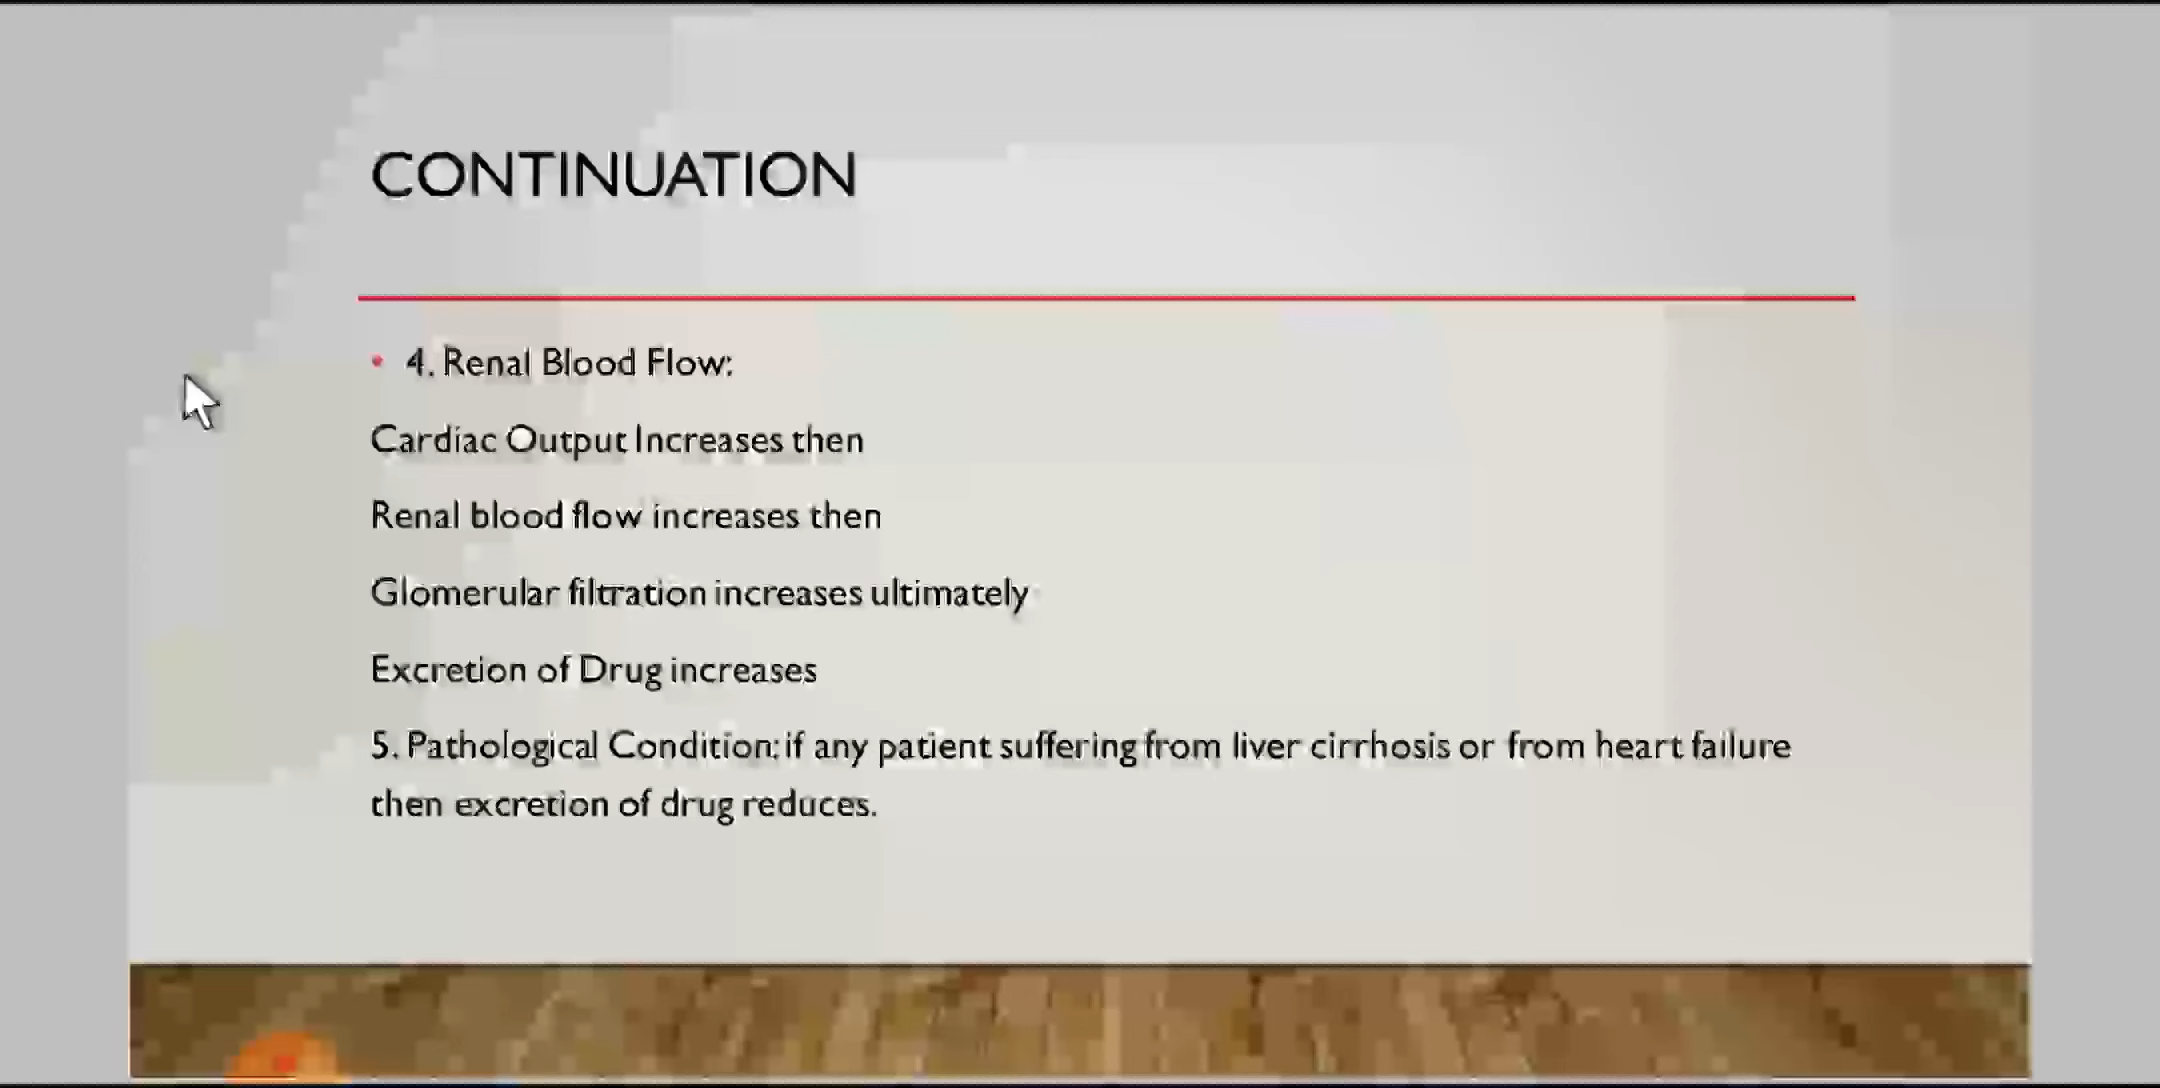 CONTINUATION
• 4. Renal Blood Flow:
Cardiac Output Increases then
Renal blood flow increases then
Glomerular filtration increases ultimately
Excretion of Drug increases
5. Pathological Condition: if any patient suffering from liver cirrhosis or from heart failure
then excretion of drug reduces.